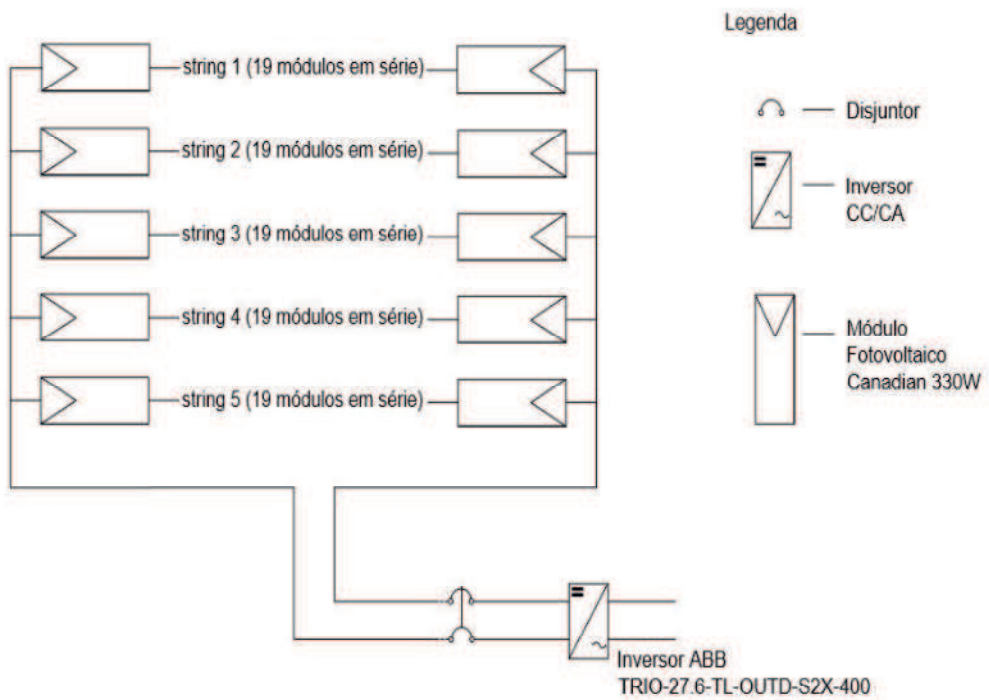 Legenda
string 1 (19 módulos em série)
string 2 (19 módulos em série)
string 3 (19 módulos em série)
string 4 (19 módulos em série)
string 5 (19 módulos em série)
Disjuntor
Inversor
CC/CA
Módulo
Fotovoltaico
Canadian 330W
Inversor ABB
TRIO-27.6-TL-OUTD-S2X-400